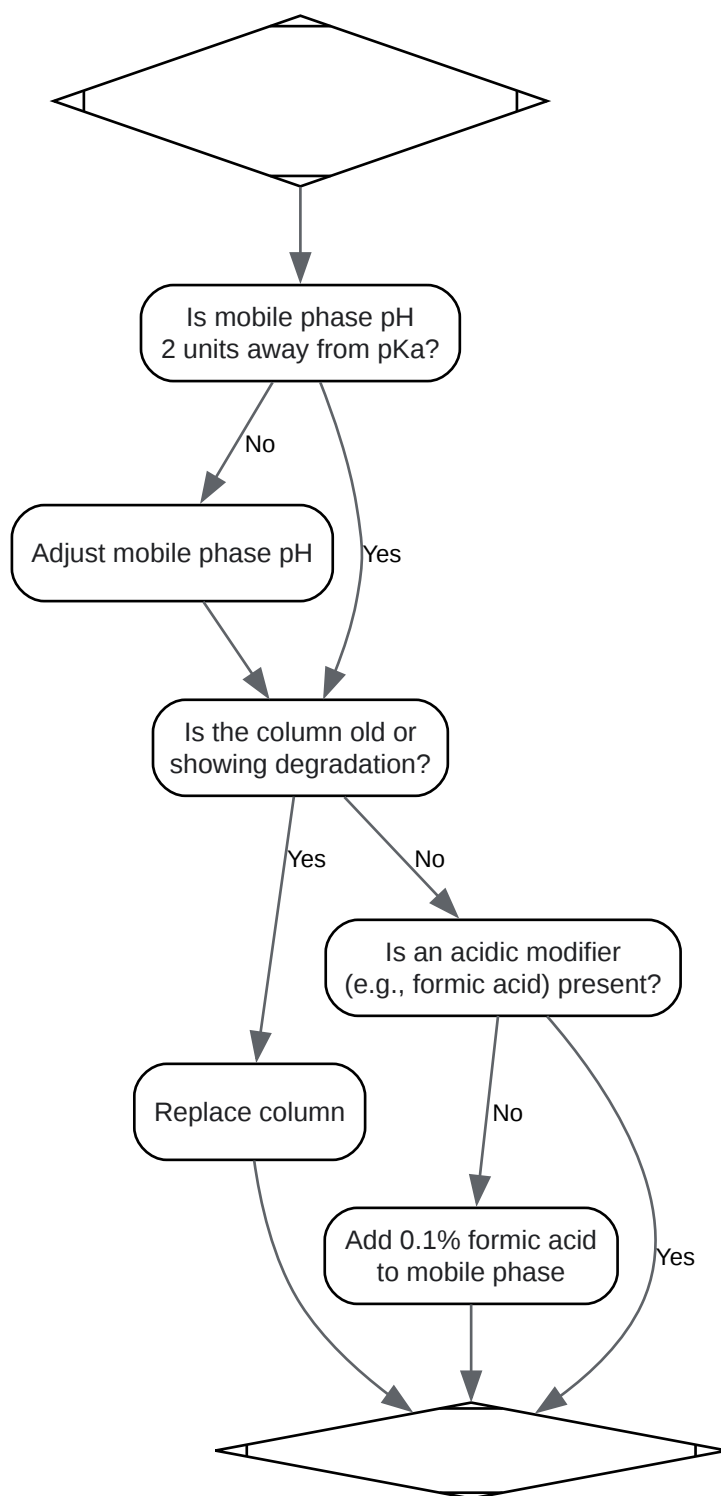 Is mobile phase pH
2 units away from pKa?
No
Adjust mobile phase pH
Yes
Is the column old or
showing degradation?
Yes
No
Is an acidic modifier
(e.g., formic acid) present?
Replace column
No
Add 0.1% formic acid
to mobile phase
Yes